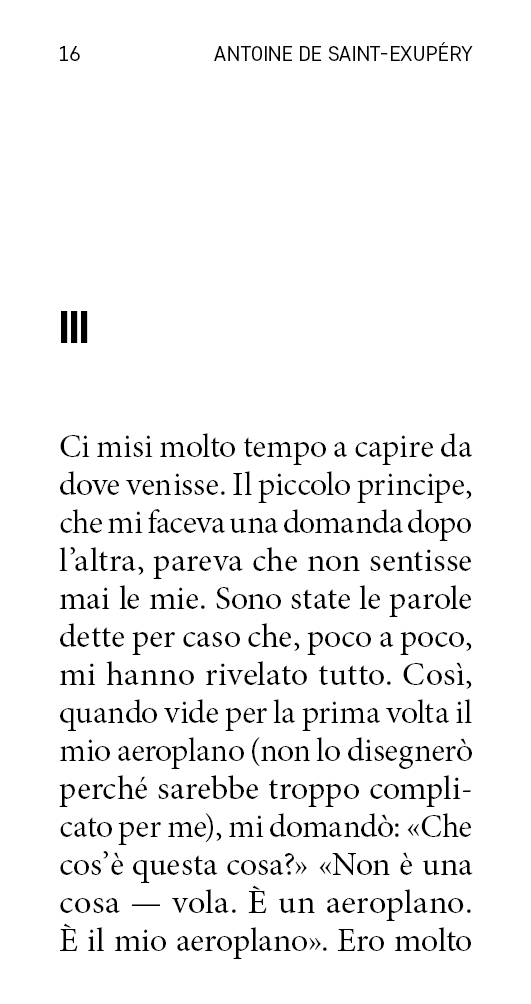 16 ANTOINE DE SAINT-EXUPÉRY
III
Ci misi molto tempo a capire da
dove venisse. Il piccolo principe,
che mi faceva una domanda dopo
l’altra, pareva che non sentisse
mai le mie. Sono state le parole
dette per caso che, poco a poco,
mi hanno rivelato tutto. Così,
quando vide per la prima volta il
mio aeroplano (non lo disegnerò
perché sarebbe troppo compli-
cato per me), mi domandò: «Che
cos’è questa cosa?» «Non è una
cosa — vola. È un aeroplano.
È il mio aeroplano». Ero molto